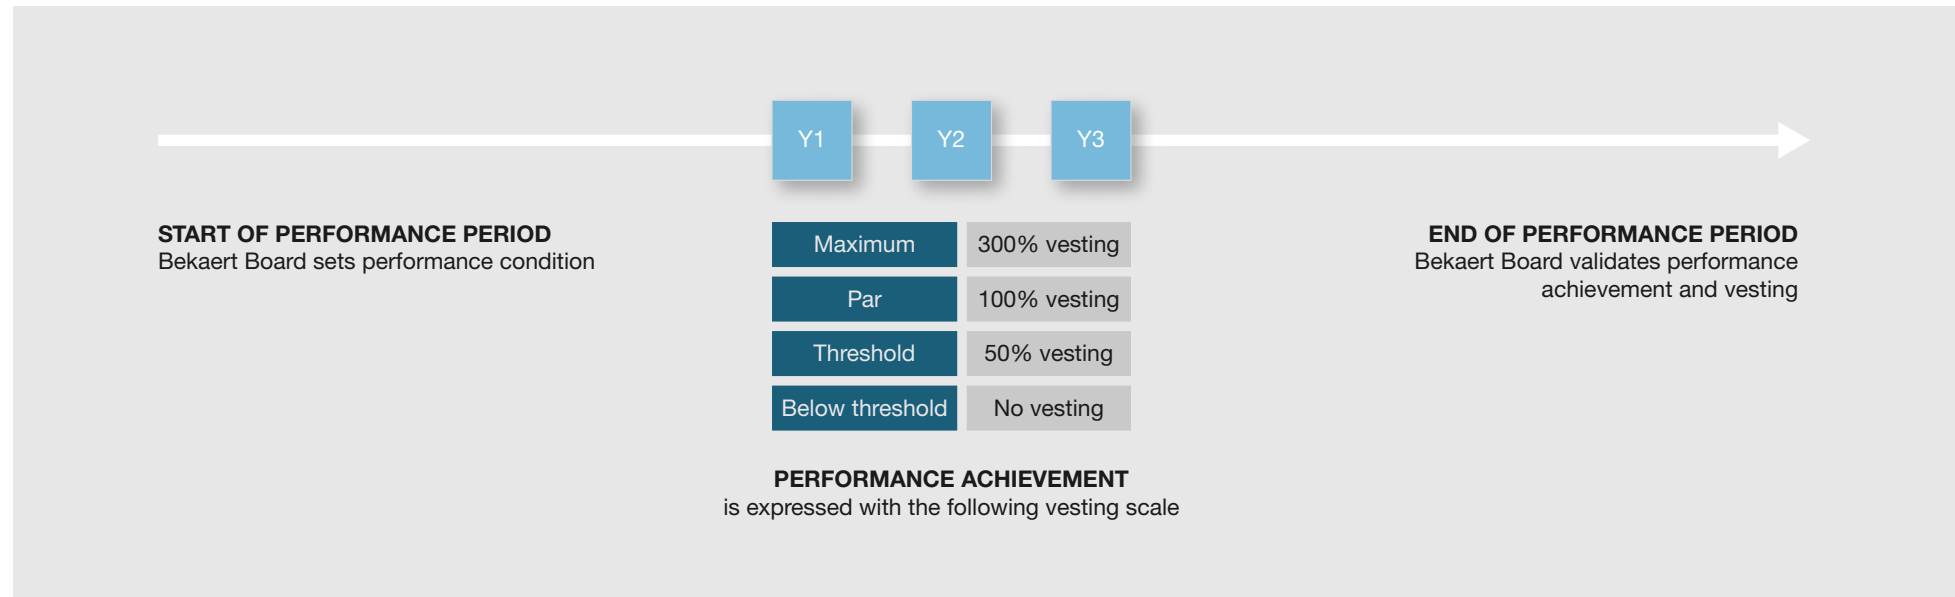 Y1
Y2
Y3
START OF PERFORMANCE PERIOD
Bekaert Board sets performance condition
Maximum
300% vesting
Par
100% vesting
Threshold
50% vesting
Below threshold
No vesting
PERFORMANCE ACHIEVEMENT
is expressed with the following vesting scale
END OF PERFORMANCE PERIOD
Bekaert Board validates performance
achievement and vesting